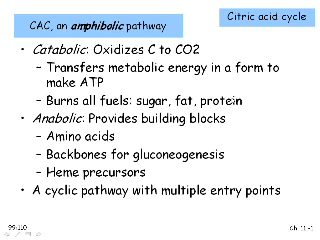 Citric acid cycle
CAC, an amphibolic pathway
• Catabolic: Oxidizes C to CO2
– Transfers metabolic energy in a form to
make ATP
– Burns all fuels: sugar, fat, protein
• Anabolic: Provides building blocks
– Amino acids
– Backbones for gluconeogenesis
– Heme precursors
• A cyclic pathway with multiple entry points